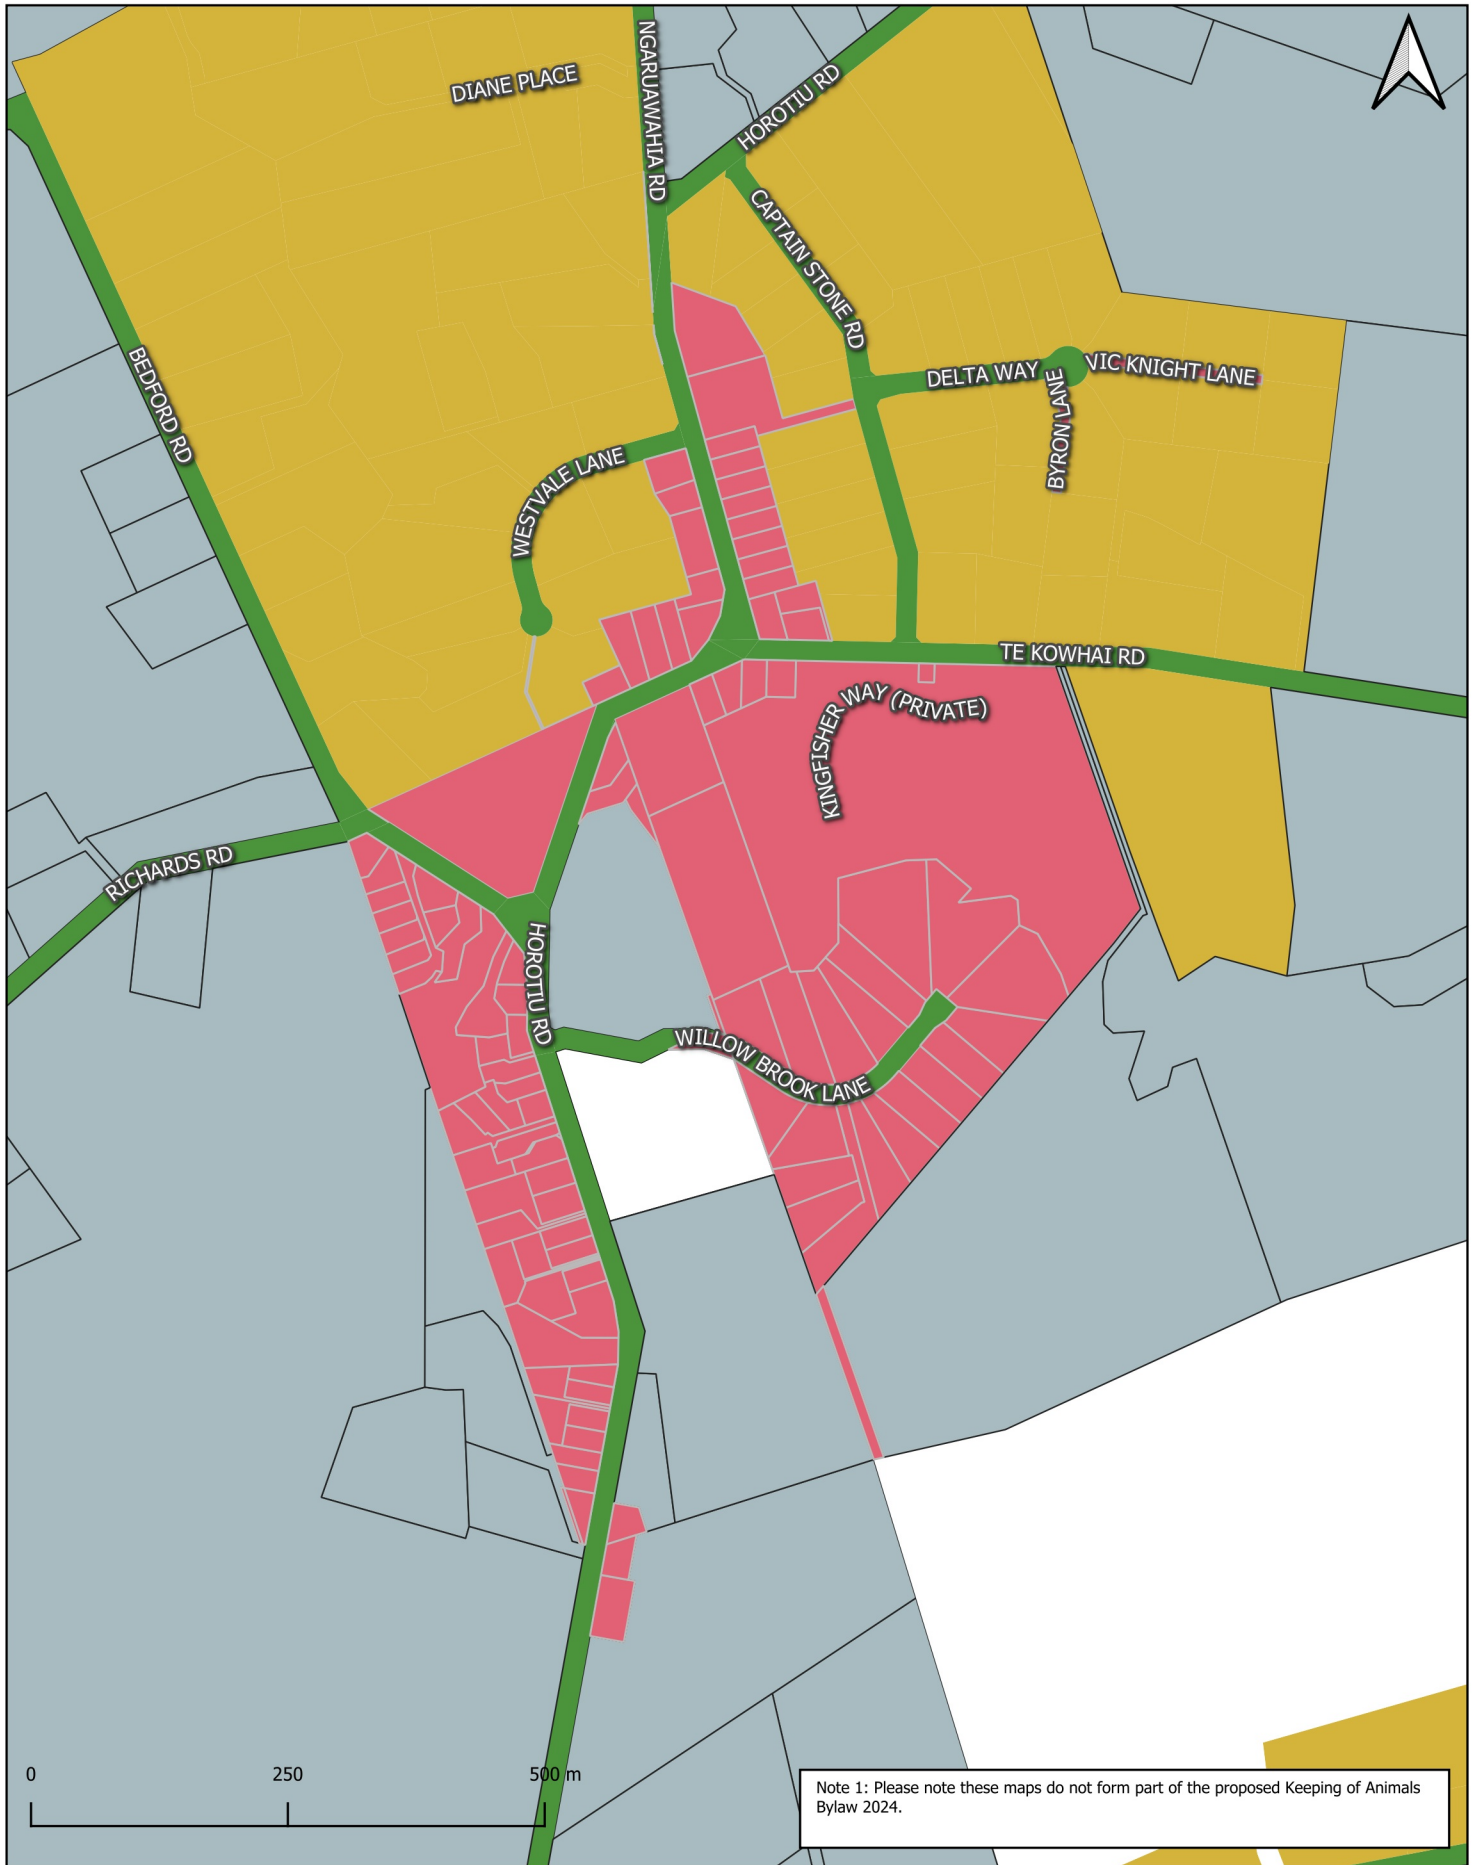 NGARUAWAHIA RD
DIANE PLACE
HOROTIU RD
CAPTAIN STONE RD
BEDFORD RD
DELTA WAY
VIC KNIGHT LANE
BYRON LANE
WESTVALE LANE
TE KOWHAI RD
KINGFISHER WAY (PRIVATE)
RICHARDS RD
HOROTIU RD
WILLOW BROOK LANE
0 250 500 m
Note 1: Please note these maps do not form part of the proposed Keeping of Animals
Bylaw 2024.